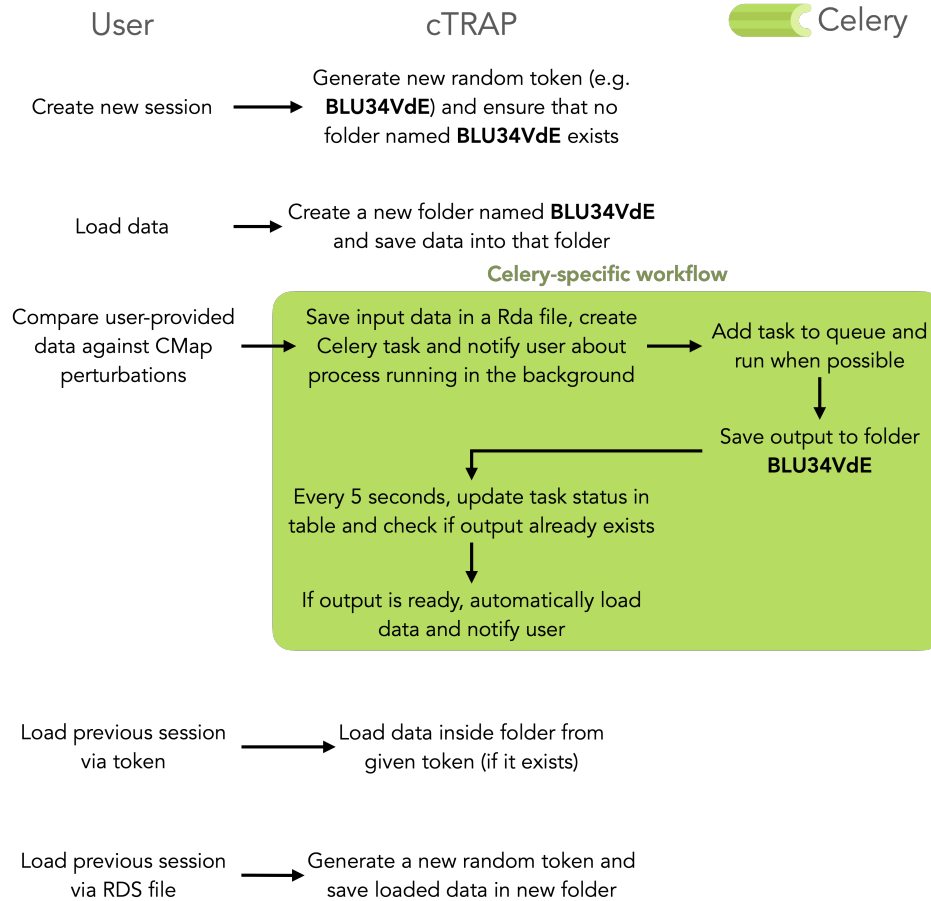 User
cTRAP
Celery
Create new session
Generate new random token (e.g.
BLU34VdE) and ensure that no
folder named BLU34VdE exists
Load data
Create a new folder named BLU34VdE
and save data into that folder
Celery-specific workflow
Compare user-provided
data against CMap
perturbations
Save input data in a Rda file, create
Celery task and notify user about
process running in the background
Add task to queue and
run when possible
Save output to folder
BLU34VdE
Every 5 seconds, update task status in
table and check if output already exists
If output is ready, automatically load
data and notify user
Load previous session
via token
Load data inside folder from
given token (if it exists)
Load previous session
via RDS file
Generate a new random token and
save loaded data in new folder